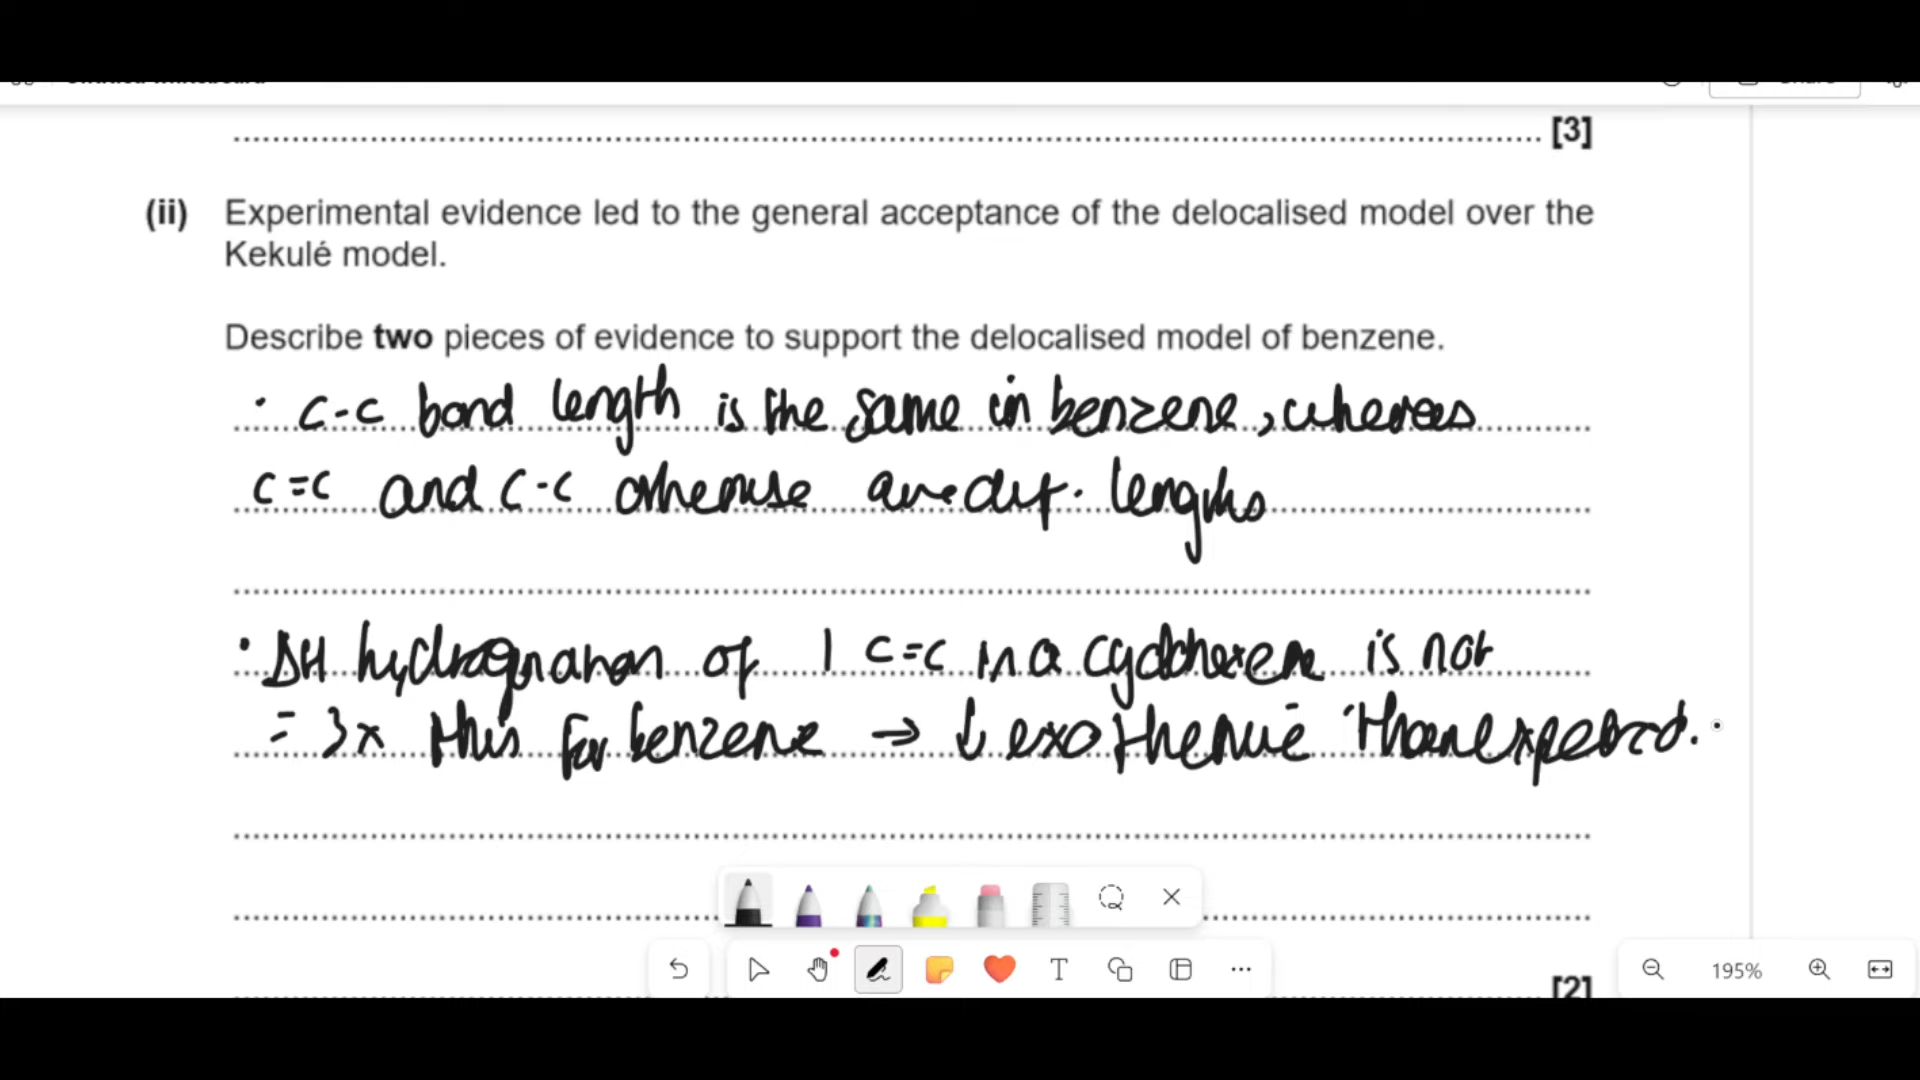 [3]
(ii) Experimental evidence led to the general acceptance of the delocalised model over the
Kekulé model.
Describe two pieces of evidence to support the delocalised model of benzene.
· C-C bond length is the same in benzene, whereas
C=C and C-C otherwise are dif. lengths
· ΔH hydrogenation of 1 C=C in a cyclohexene is not
= 3x this for benzene → ↓ exothermic than expected.
[2]
195%